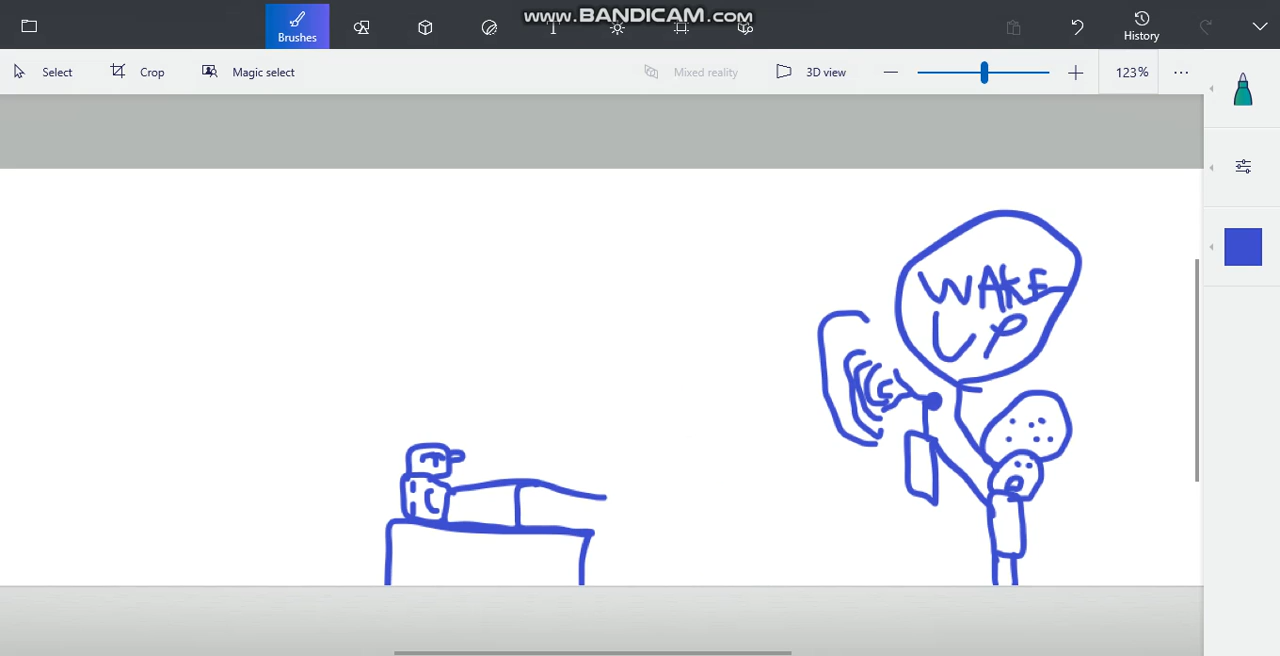 www.BANDICAM.com
Brushes
History
Select
Crop
Magic select
Mixed reality
3D view
123%
WAKE
UP
T